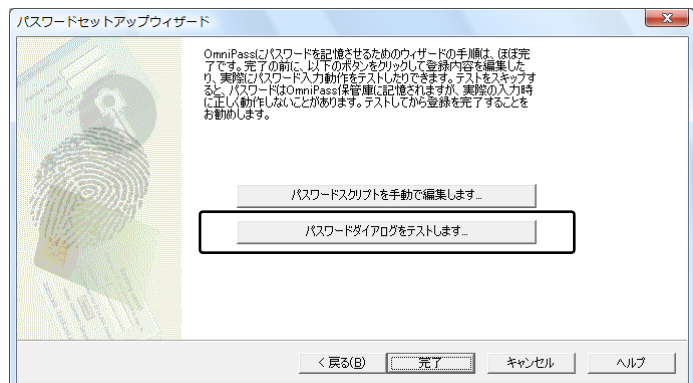 パスワードセットアップウィザード
OmniPassにパスワードを記憶させるためのウィザードの手順は、ほぼ完
了です。完了の前に、以下のボタンをクリックして登録内容を編集した
り、実際にパスワード入力動作をテストしたりできます。テストをスキップす
ると、パスワードはOmniPass保管庫に記憶されますが、実際の入力時
に正しく動作しないことがあります。テストしてから登録を完了することを
お勧めします。
パスワードスクリプトを手動で編集します...
パスワードダイアログをテストします...
< 戻る(B)
完了
キャンセル
ヘルプ